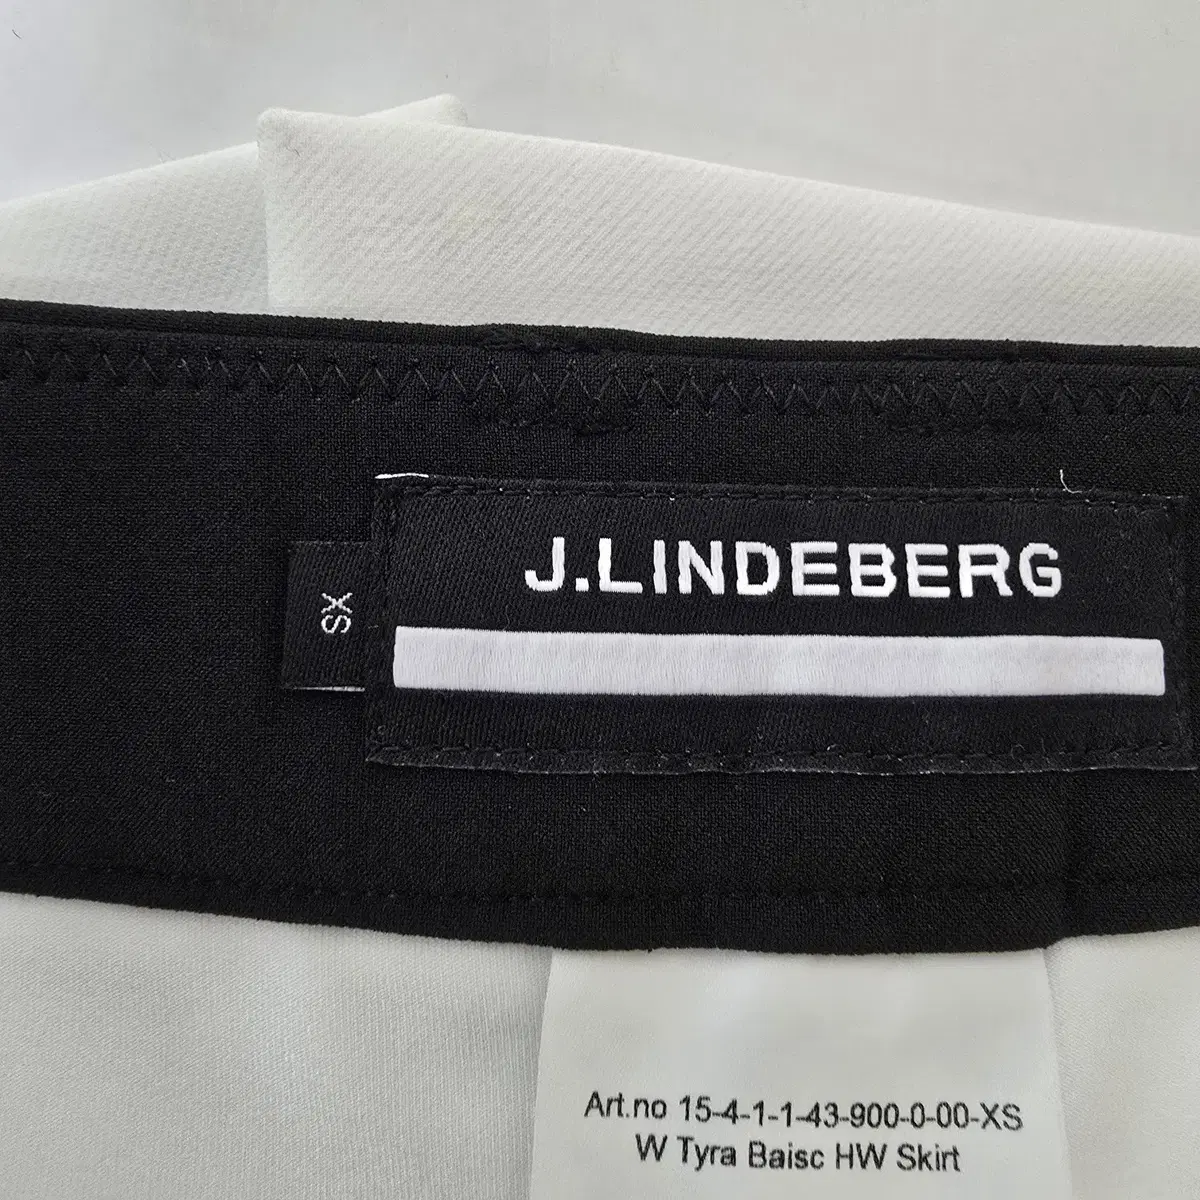 J.LINDEBERG
XS
Art.no 15-4-1-1-43-900-0-00-XS
W Tyra Baisc HW Skirt